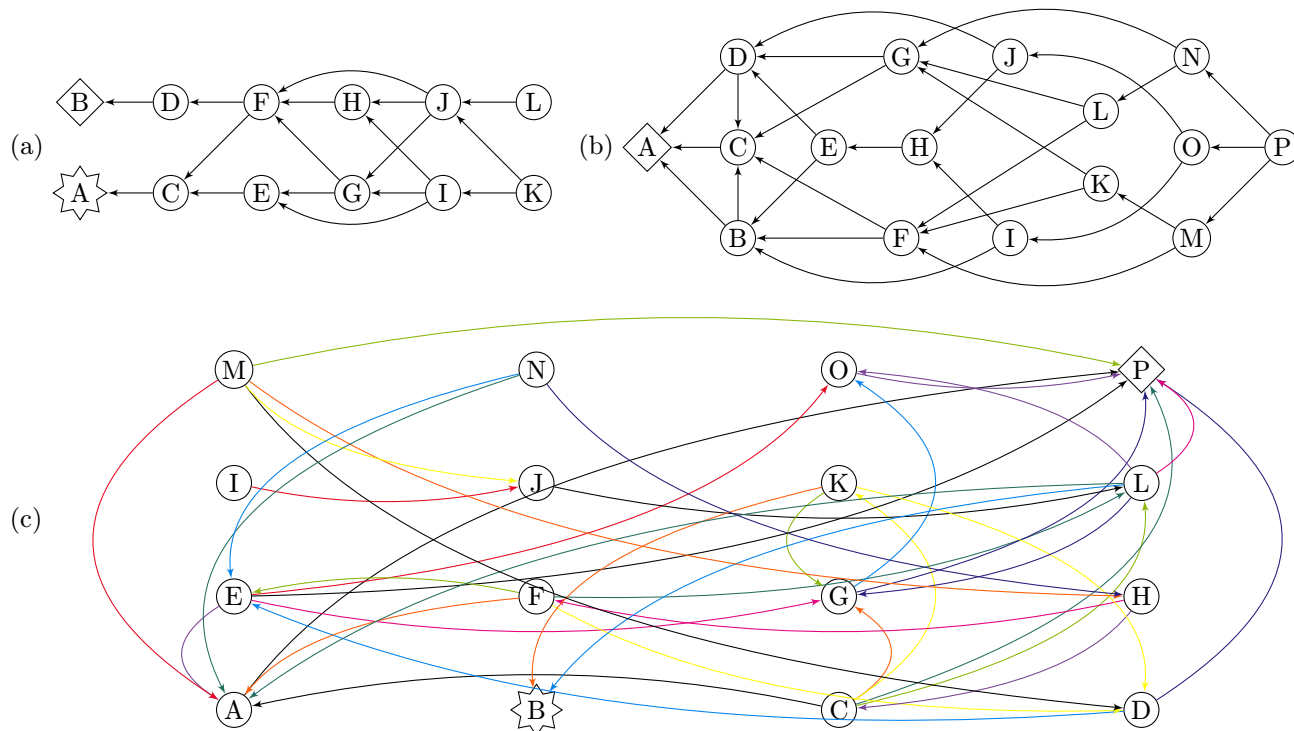 (a)
B D F H J L
A C E G I K
(b)
D G J N
L
A C E H O P
K
B F I M
(c)
M N O P
I J K L
E F G H
A B C D